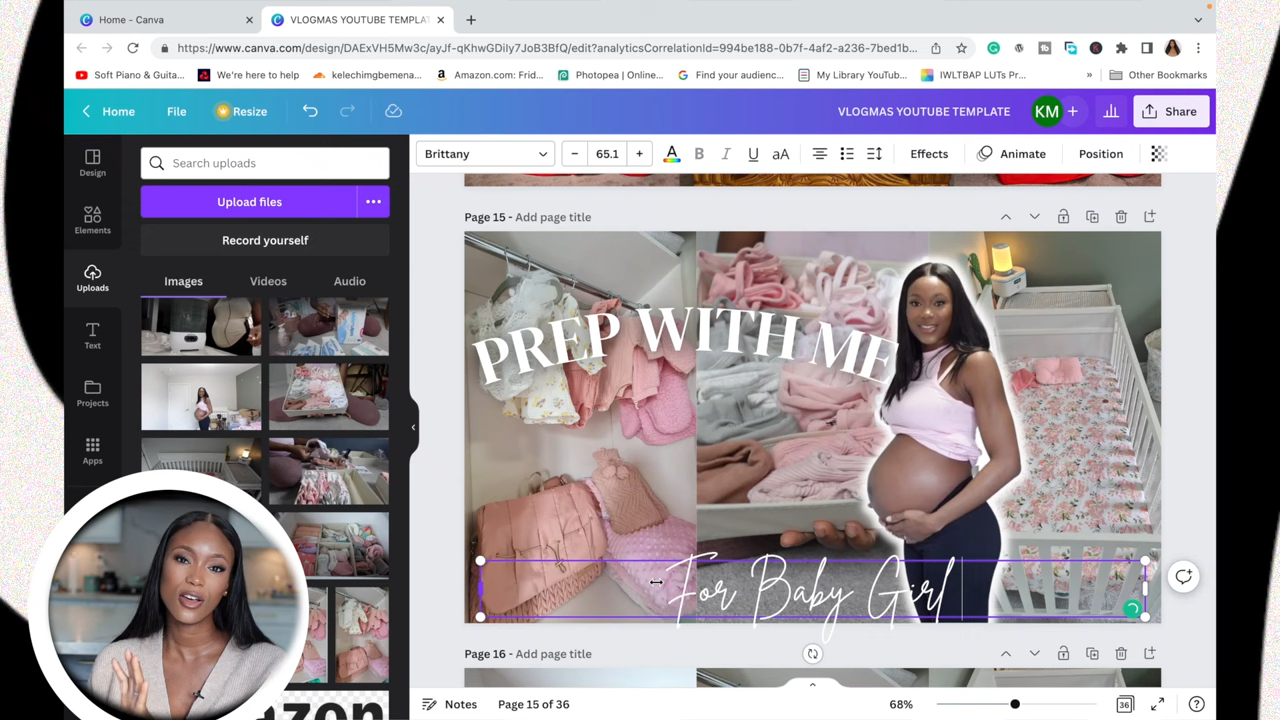 Home - Canva
VLOGMAS YOUTUBE TEMPLA
https://www.canva.com/design/DAExVH5Mw3c/ayJf-qKhwGDily7JoB3BfQ/edit?analyticsCorrelationId=994be188-0b7f-4af2-a236-7bed1b...
Soft Piano & Guita... We're here to help kelechimgbemena... Amazon.com: Frid... Photopea | Online... Find your audienc... My Library YouTub... IWLTBAP LUTs Pr... » Other Bookmarks
Home File Resize VLOGMAS YOUTUBE TEMPLATE KM + Share
Design
Elements
Uploads
Text
Projects
Apps
Search uploads
Upload files
Record yourself
Images Videos Audio
Brittany – 65.1 + A B I U aA Effects Animate Position
Page 15 - Add page title
PREP WITH ME
For Baby Girl
Page 16 - Add page title
Notes Page 15 of 36 68% 36 ?